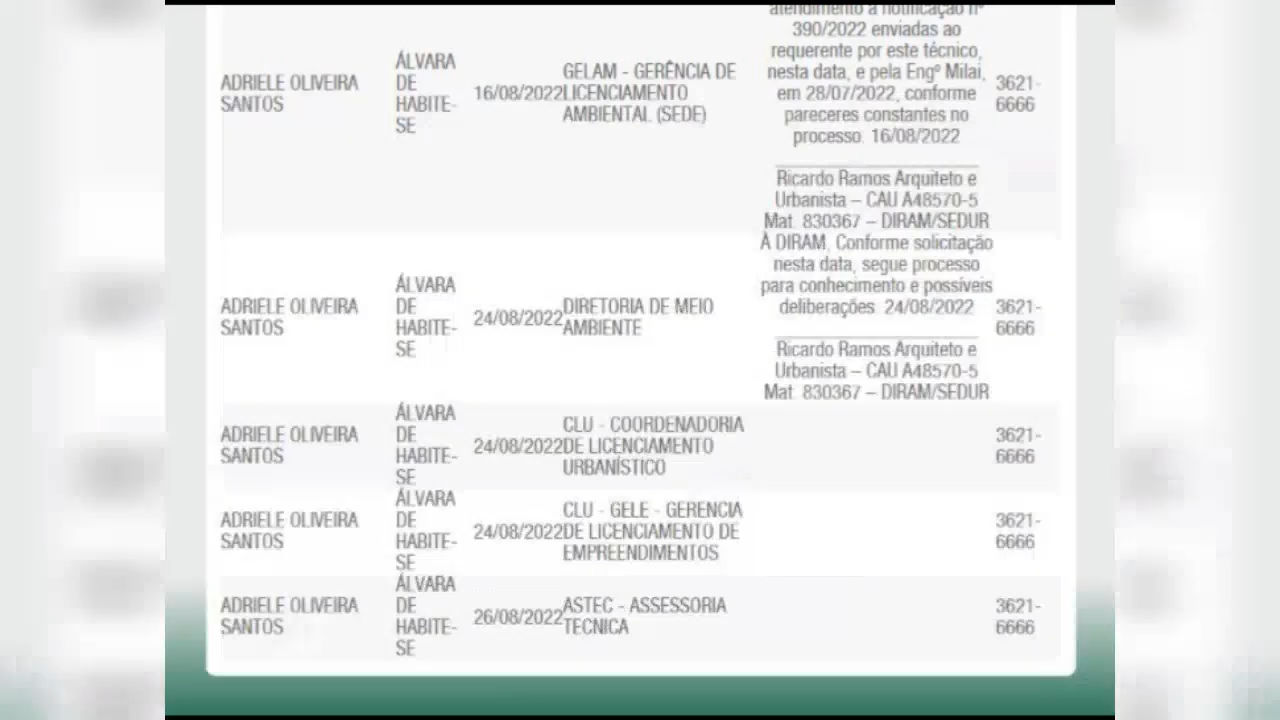 atendimento a notificação nº
390/2022 enviadas ao
requerente por este técnico,
nesta data, e pela Engº Milai,
em 28/07/2022, conforme
pareceres constantes no
processo. 16/08/2022
ADRIELE OLIVEIRA
SANTOS
ÁLVARA
DE
HABITE-
SE
16/08/2022
GELAM - GERÊNCIA DE
LICENCIAMENTO
AMBIENTAL (SEDE)
3621-
6666
Ricardo Ramos Arquiteto e
Urbanista – CAU A48570-5
Mat. 830367 – DIRAM/SEDUR
ADRIELE OLIVEIRA
SANTOS
ÁLVARA
DE
HABITE-
SE
24/08/2022
DIRETORIA DE MEIO
AMBIENTE
À DIRAM, Conforme solicitação
nesta data, segue processo
para conhecimento e possíveis
deliberações. 24/08/2022
Ricardo Ramos Arquiteto e
Urbanista – CAU A48570-5
Mat. 830367 – DIRAM/SEDUR
3621-
6666
ADRIELE OLIVEIRA
SANTOS
ÁLVARA
DE
HABITE-
SE
24/08/2022
CLU - COORDENADORIA
DE LICENCIAMENTO
URBANÍSTICO
3621-
6666
ADRIELE OLIVEIRA
SANTOS
ÁLVARA
DE
HABITE-
SE
24/08/2022
CLU - GELE - GERENCIA
DE LICENCIAMENTO DE
EMPREENDIMENTOS
3621-
6666
ADRIELE OLIVEIRA
SANTOS
ÁLVARA
DE
HABITE-
SE
26/08/2022
ASTEC - ASSESSORIA
TECNICA
3621-
6666